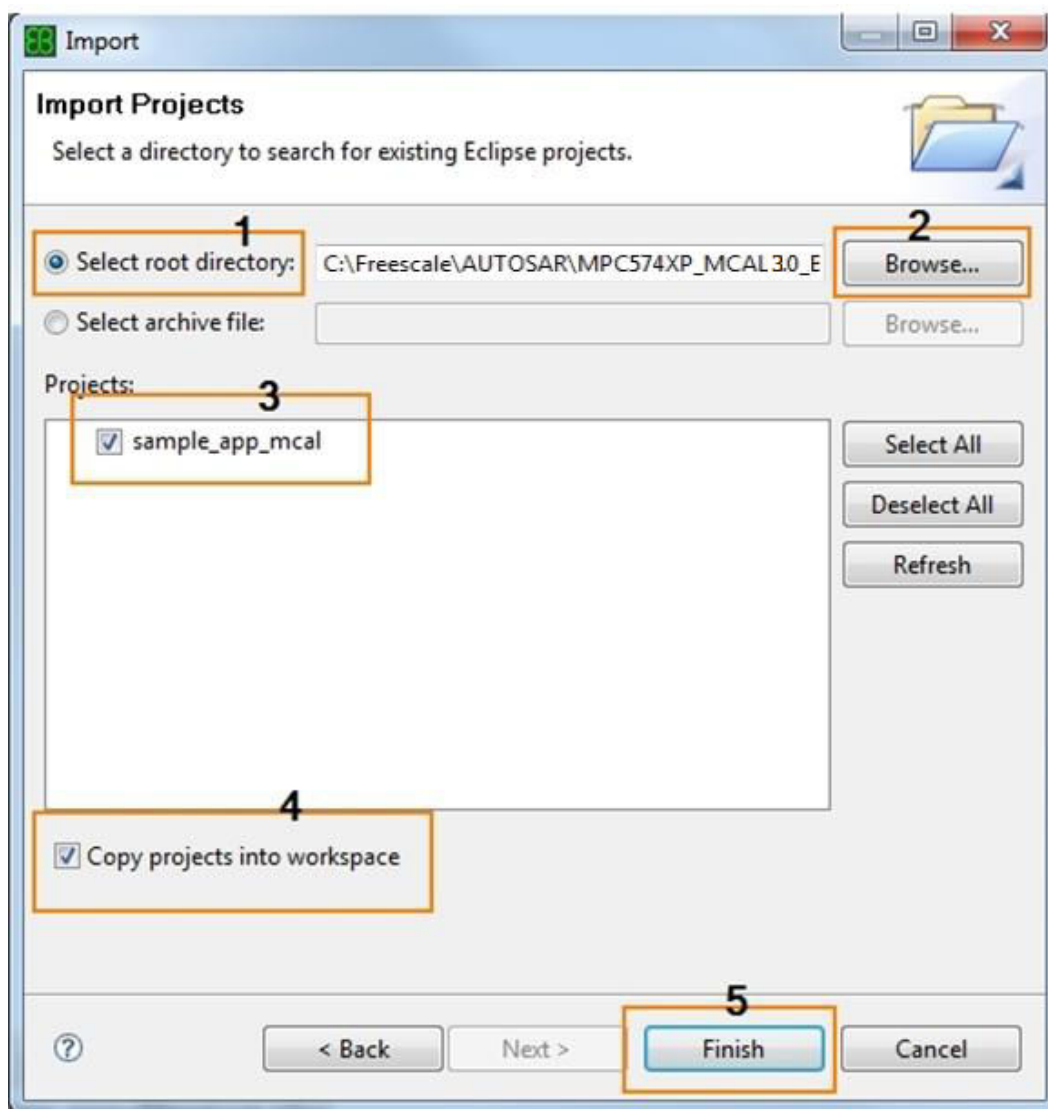 EB Import
Import Projects
Select a directory to search for existing Eclipse projects.
1
2
Select root directory: C:\Freescale\AUTOSAR\MPC574XP_MCAL3.0_E Browse...
Select archive file: Browse...
Projects:
3
sample_app_mcal
Select All
Deselect All
Refresh
4
Copy projects into workspace
5
? < Back Next > Finish Cancel